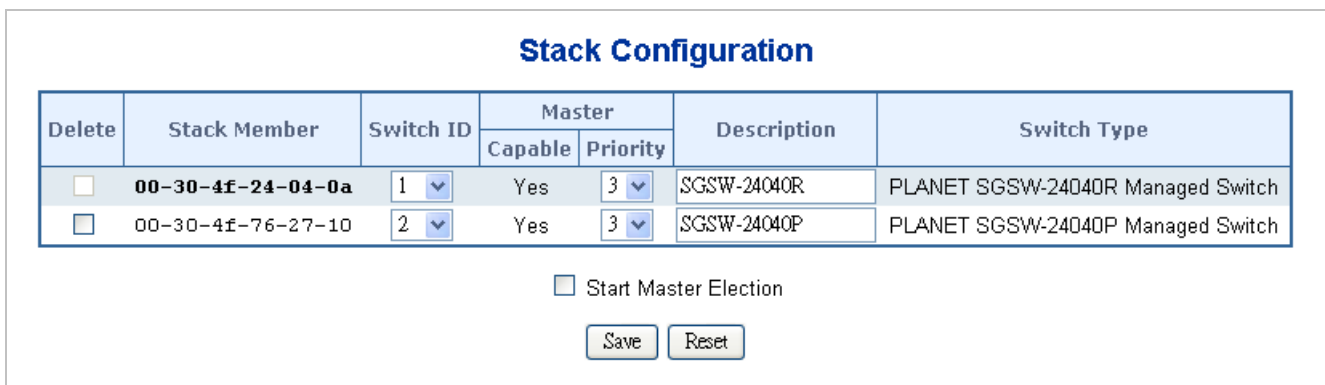 Stack Configuration
Delete Stack Member Switch ID Master Description Switch Type
Capable Priority
00-30-4f-24-04-0a 1 Yes 3 SGSW-24040R PLANET SGSW-24040R Managed Switch
00-30-4f-76-27-10 2 Yes 3 SGSW-24040P PLANET SGSW-24040P Managed Switch
Start Master Election
Save Reset